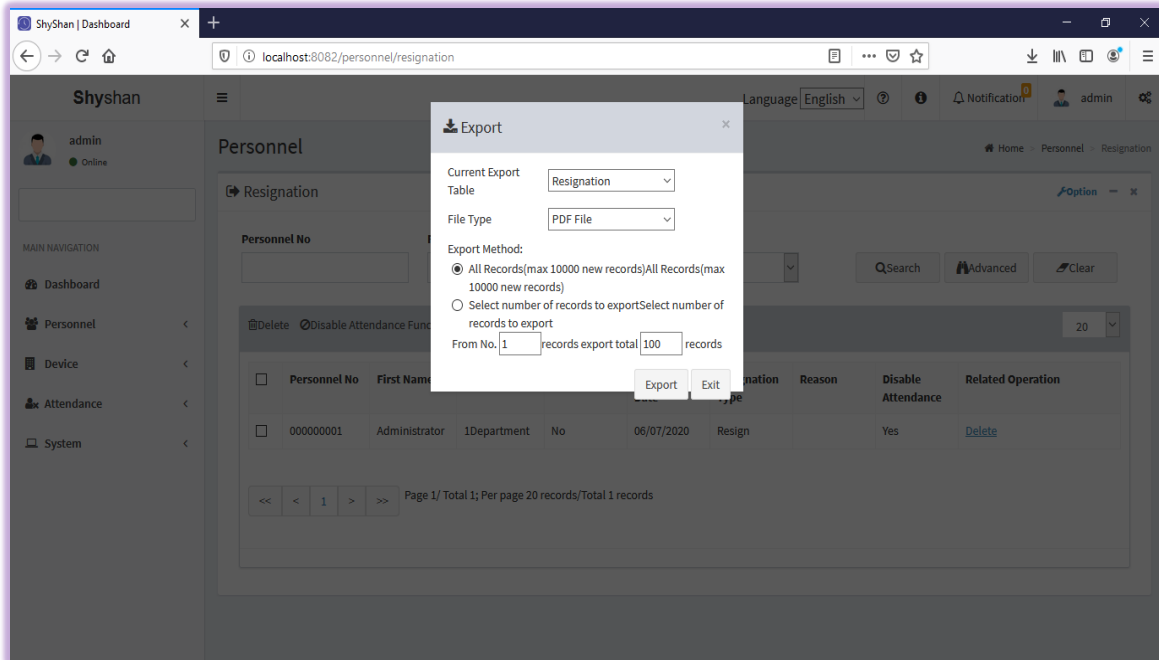 ShyShan | Dashboard
localhost:8082/personnel/resignation
Shyshan
Language English
0
Notification
admin
admin
Online
Personnel
Home > Personnel > Resignation
Export
Resignation
Option
Current Export
Table
Resignation
File Type
PDF File
Export Method:
All Records(max 10000 new records)All Records(max
10000 new records)
Select number of records to exportSelect number of
records to export
From No. 1 records export total 100 records
Export Exit
MAIN NAVIGATION
Dashboard
Personnel
Device
Attendance
System
Personnel No
Search Advanced Clear
Delete Disable Attendance Func
20
Personnel No First Name Reason Disable
Attendance Related Operation
000000001 Administrator 1Department No 06/07/2020 Resign Yes Delete
<< < 1 > >> Page 1/ Total 1; Per page 20 records/Total 1 records